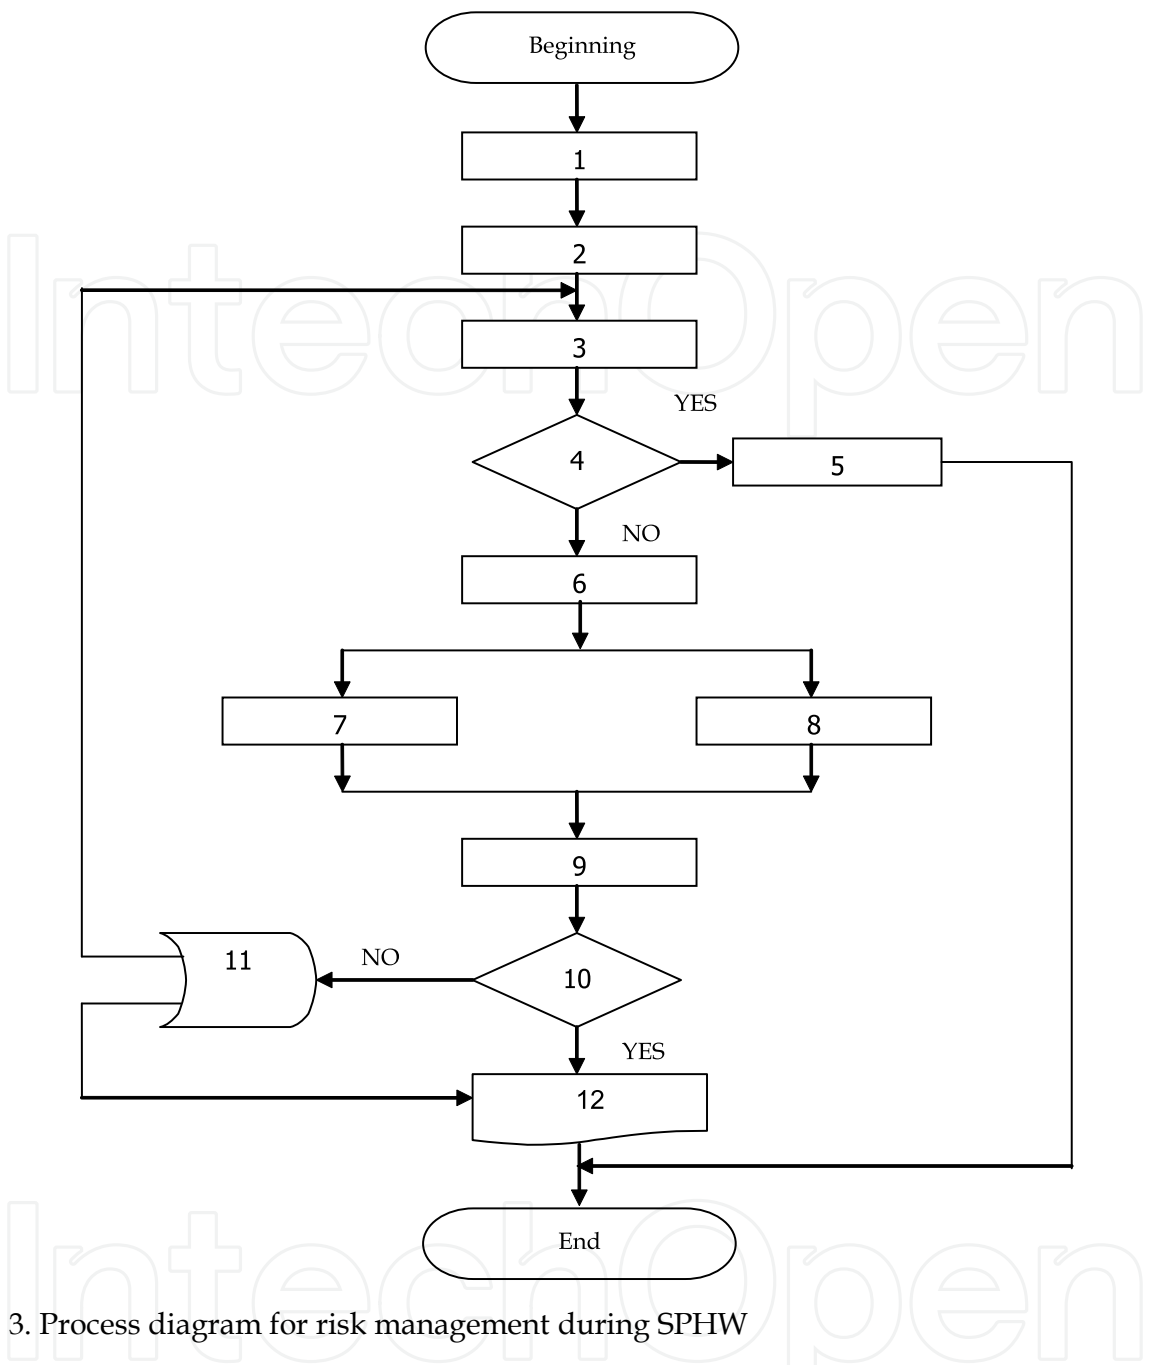 Beginning
1
2
3
YES
4
5
NO
6
7
8
9
11
NO
10
YES
12
End
IntechOpen
IntechOpen
3. Process diagram for risk management during SPHW